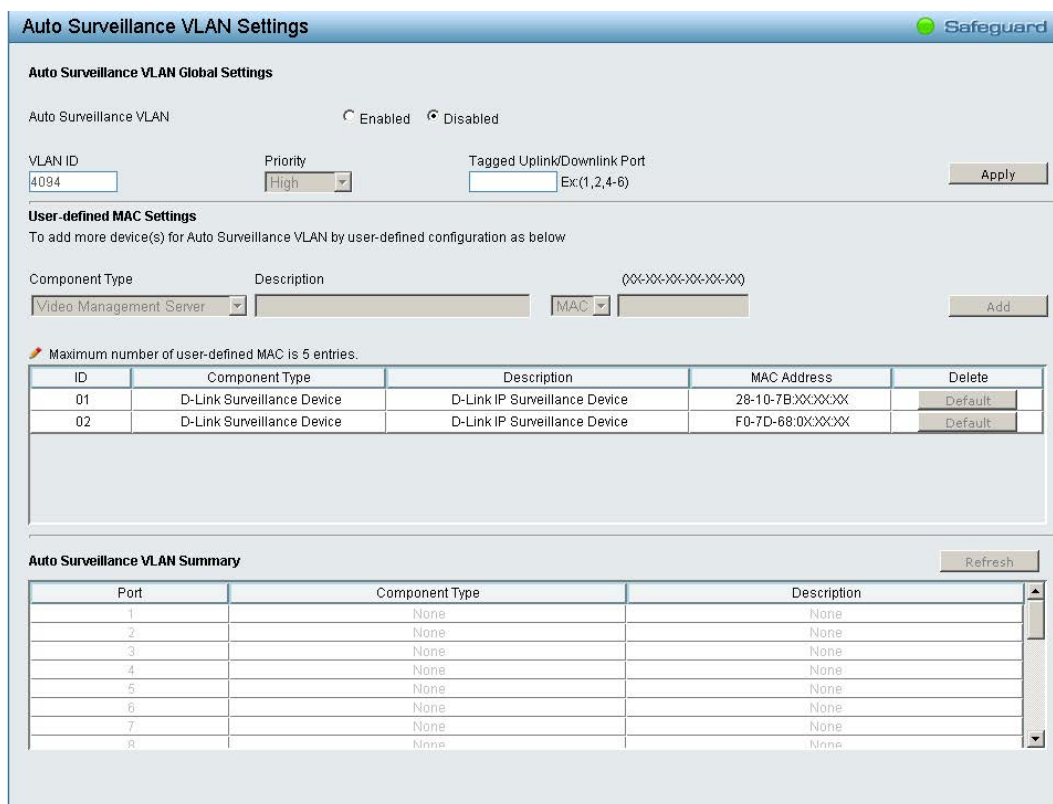 Auto Surveillance VLAN Settings Safeguard
Auto Surveillance VLAN Global Settings
Auto Surveillance VLAN Enabled Disabled
VLAN ID Priority Tagged Uplink/Downlink Port
4094 High Ex:(1,2,4-6) Apply
User-defined MAC Settings
To add more device(s) for Auto Surveillance VLAN by user-defined configuration as below
Component Type Description (XX-XX-XX-XX-XX-XX)
Video Management Server MAC Add
Maximum number of user-defined MAC is 5 entries.
ID Component Type Description MAC Address Delete
01 D-Link Surveillance Device D-Link IP Surveillance Device 28-10-7B:XX:XX:XX Default
02 D-Link Surveillance Device D-Link IP Surveillance Device F0-7D-68:0X:XX:XX Default
Auto Surveillance VLAN Summary Refresh
Port Component Type Description
1 None None
2 None None
3 None None
4 None None
5 None None
6 None None
7 None None
8 None None